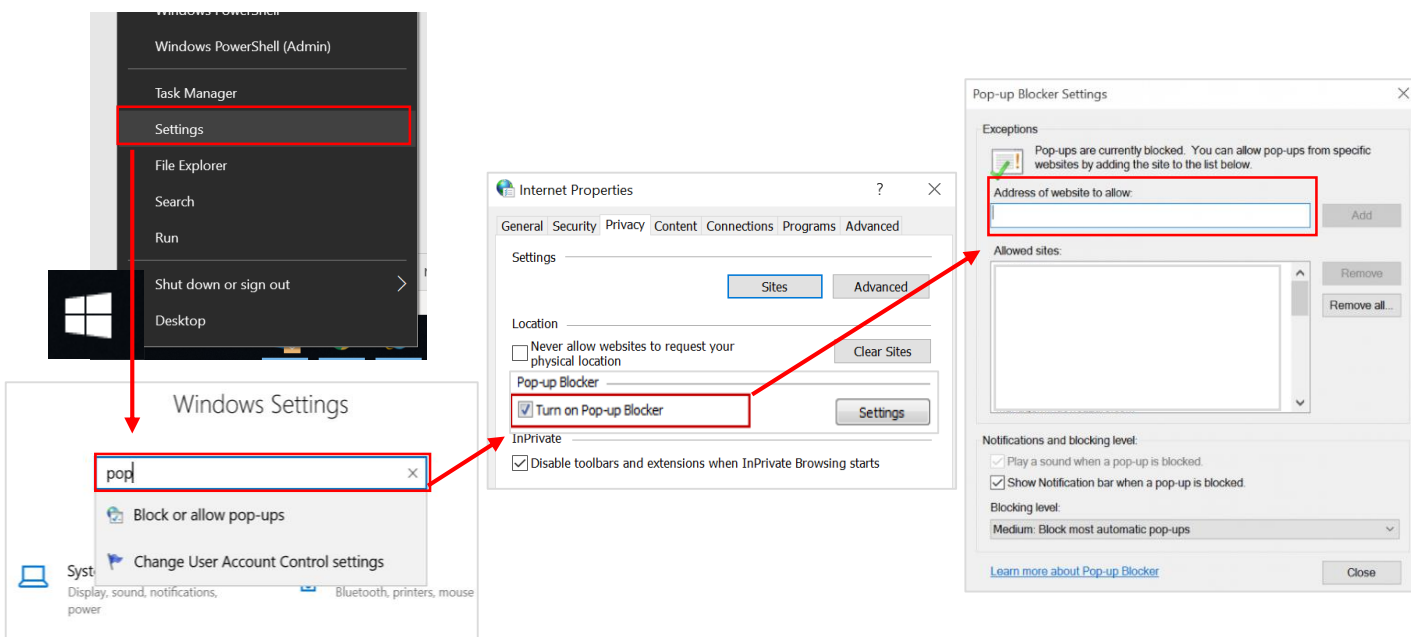 Windows PowerShell
Windows PowerShell (Admin)
Task Manager
Settings
File Explorer
Search
Run
Shut down or sign out
Desktop
Windows Settings
pop
Block or allow pop-ups
Change User Account Control settings
Syst
Display, sound, notifications,
power
Bluetooth, printers, mouse
Internet Properties
?
General Security Privacy Content Connections Programs Advanced
Settings
Sites
Advanced
Location
Never allow websites to request your
physical location
Clear Sites
Pop-up Blocker
Turn on Pop-up Blocker
Settings
InPrivate
Disable toolbars and extensions when InPrivate Browsing starts
Pop-up Blocker Settings
Exceptions
Pop-ups are currently blocked. You can allow pop-ups from specific
websites by adding the site to the list below.
Address of website to allow:
Add
Allowed sites:
Remove
Remove all...
Notifications and blocking level:
Play a sound when a pop-up is blocked.
Show Notification bar when a pop-up is blocked.
Blocking level:
Medium: Block most automatic pop-ups
Learn more about Pop-up Blocker
Close